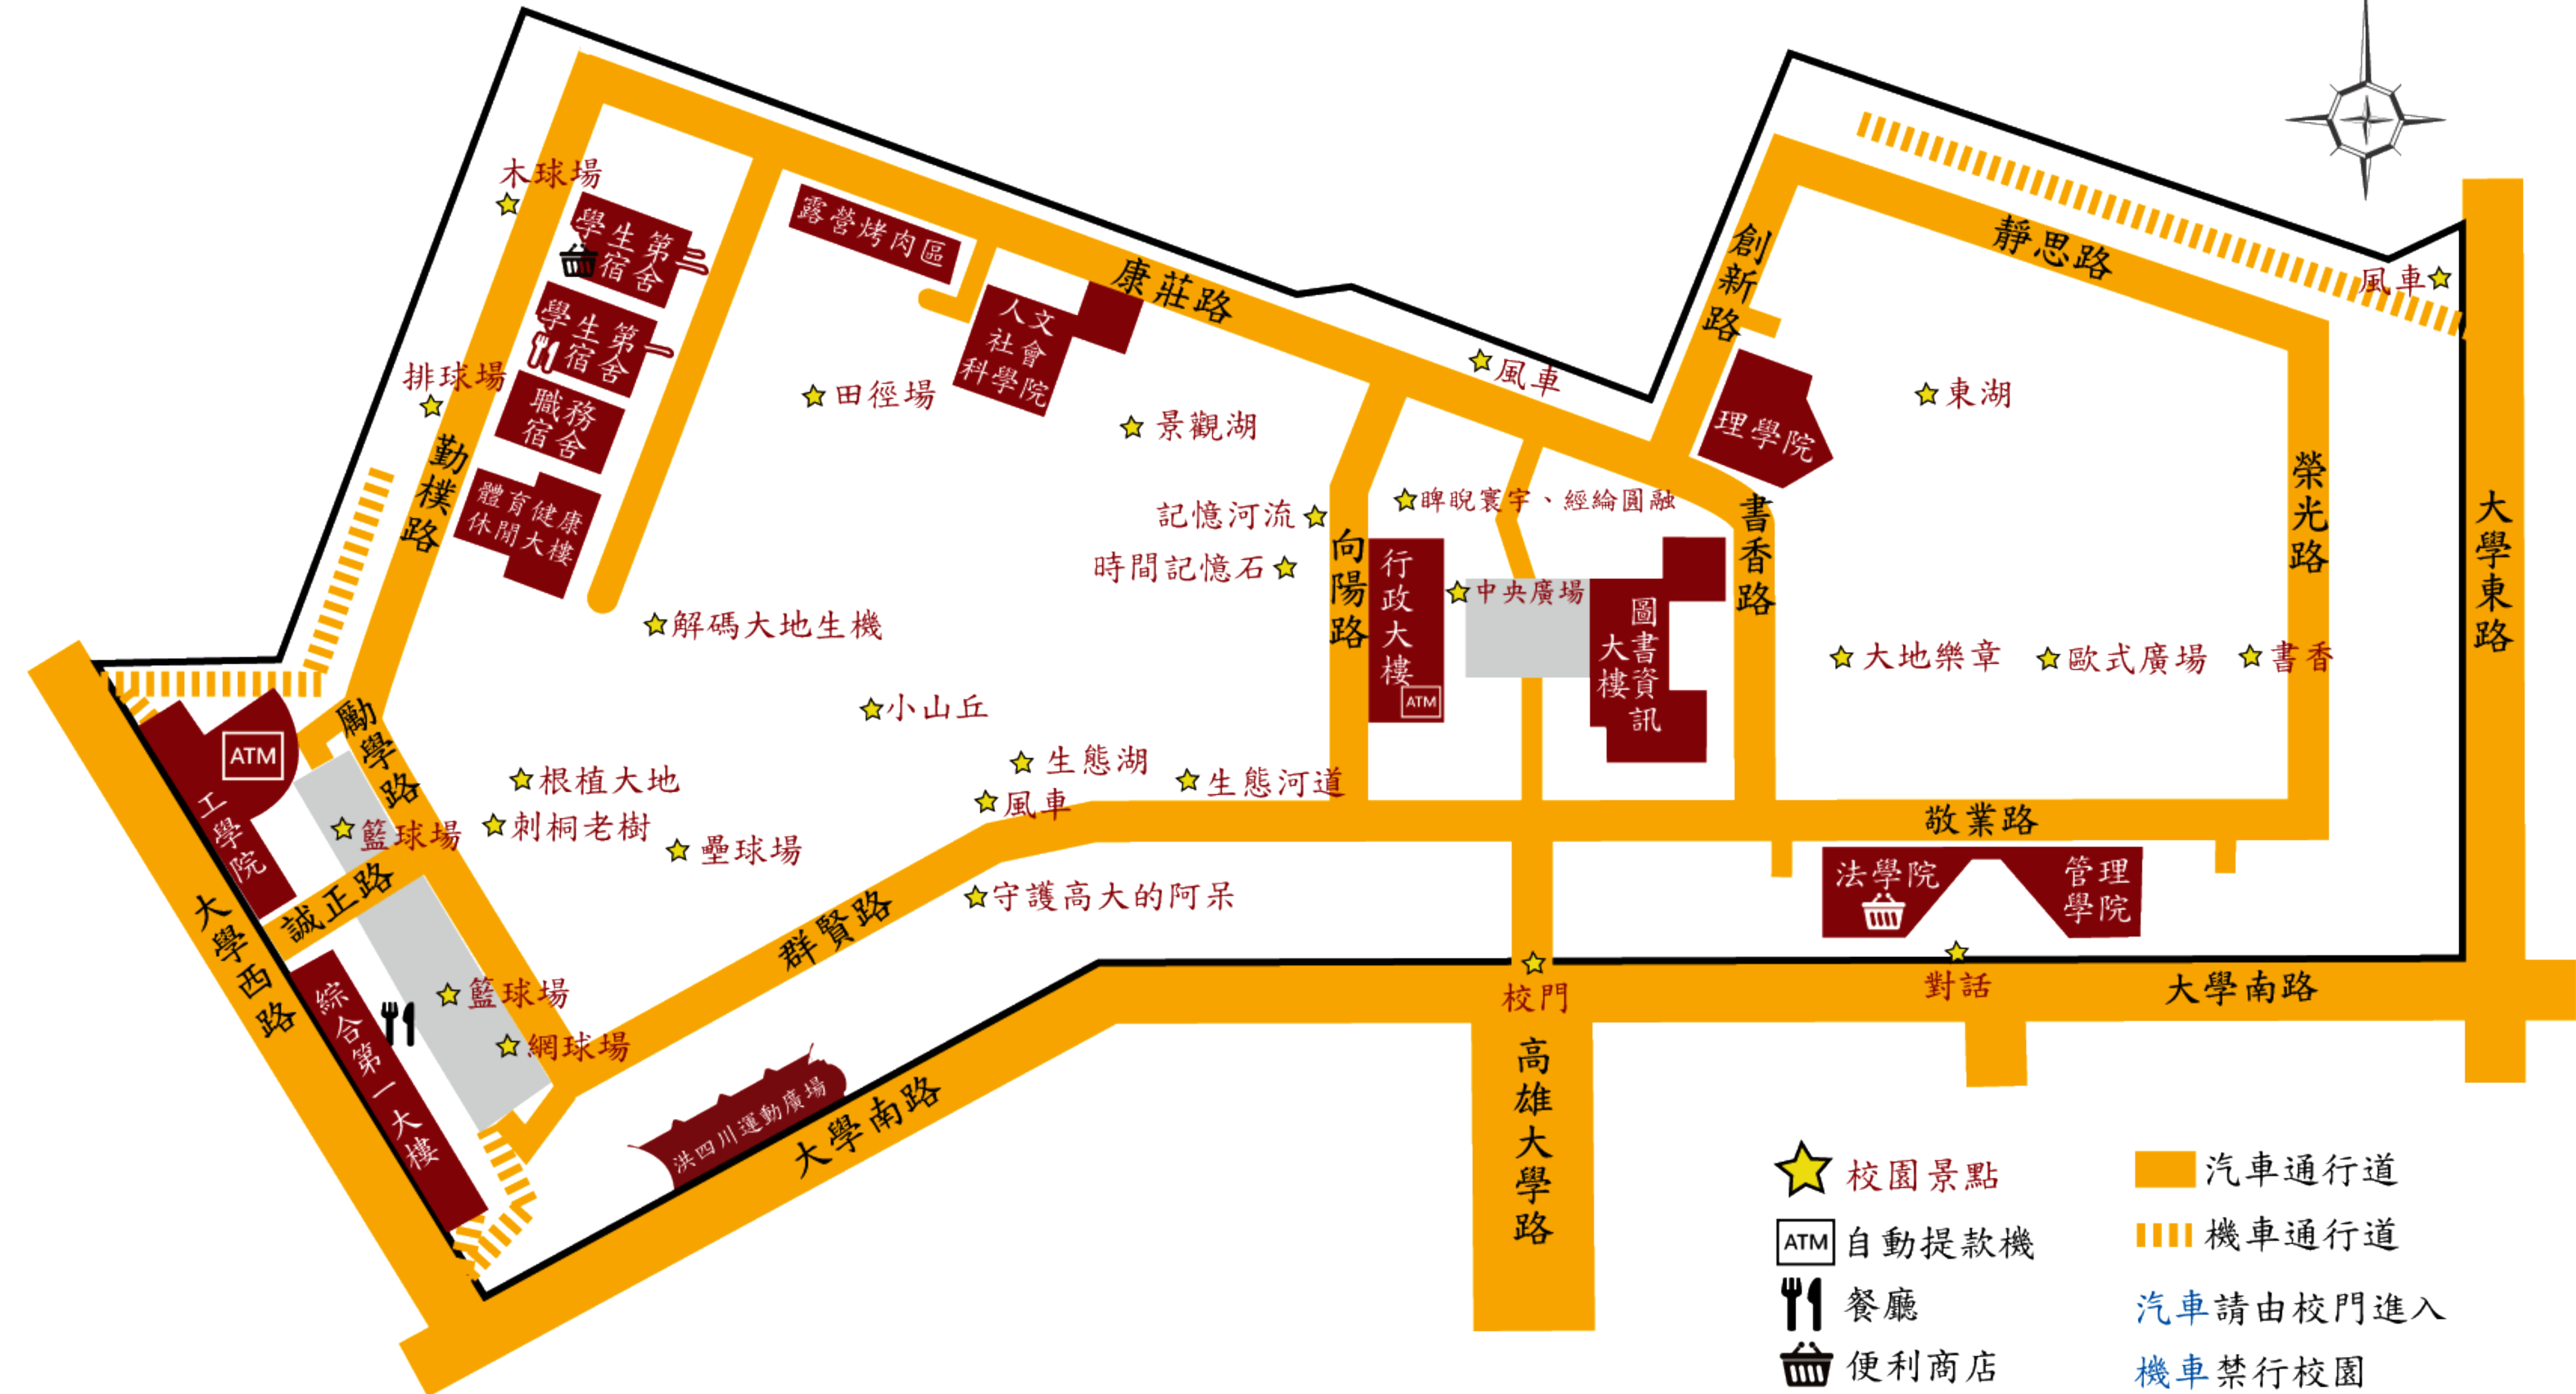 木球場
學生第二
宿舍
學生第一
宿舍
排球場
職務
宿舍
勤樸路
體育健康
休閒大樓
露營烤肉區
人文
社會
科學院
康莊路
田徑場
景觀湖
風車
創新路
靜思路
風車
理學院
東湖
榮光路
大學東路
記憶河流
時間記憶石
向陽路
睥睨寰宇、經綸圓融
行政大樓
ATM
中央廣場
圖書資訊
大樓
書香路
大地樂章
歐式廣場
書香
解碼大地生機
小山丘
勵學路
ATM
工學院
根植大地
刺桐老樹
籃球場
壘球場
生態湖
風車
生態河道
敬業路
誠正路
守護高大的阿呆
群賢路
法學院
管理
學院
大學西路
綜合第一大樓
籃球場
網球場
校門
對話
大學南路
洪四川運動廣場
大學南路
高雄大學路
校園景點
ATM 自動提款機
餐廳
便利商店
汽車通行道
機車通行道
汽車請由校門進入
機車禁行校園